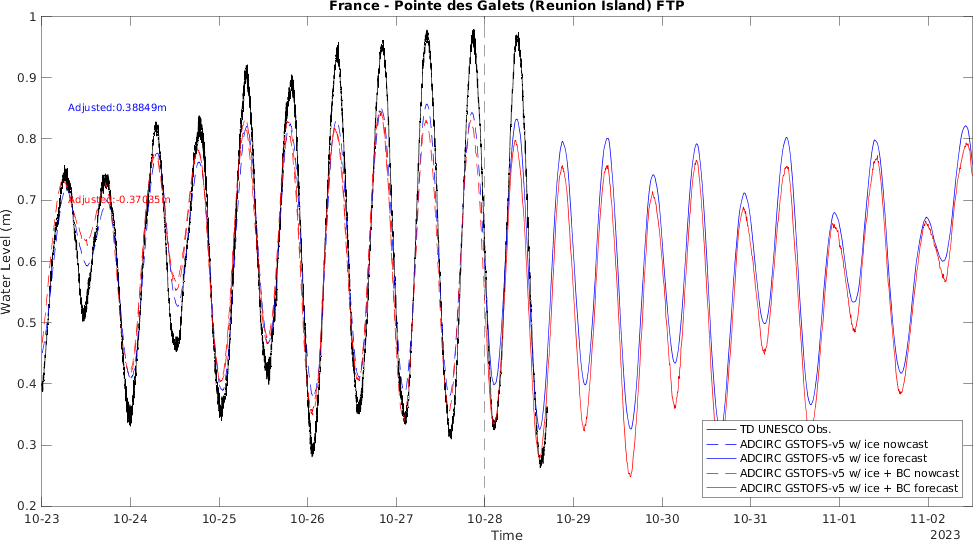 France - Pointe des Galets (Reunion Island) FTP
1
0.9
0.8
0.7
0.6
0.5
0.4
0.3
0.2
Water Level (m)
Adjusted:0.38849m
Adjusted:-0.37035m
TD UNESCO Obs.
ADCIRC GSTOFS-v5 w/ ice nowcast
ADCIRC GSTOFS-v5 w/ ice forecast
ADCIRC GSTOFS-v5 w/ ice + BC nowcast
ADCIRC GSTOFS-v5 w/ ice + BC forecast
10-23 10-24 10-25 10-26 10-27 10-28 10-29 10-30 10-31 11-01 11-02
Time
2023